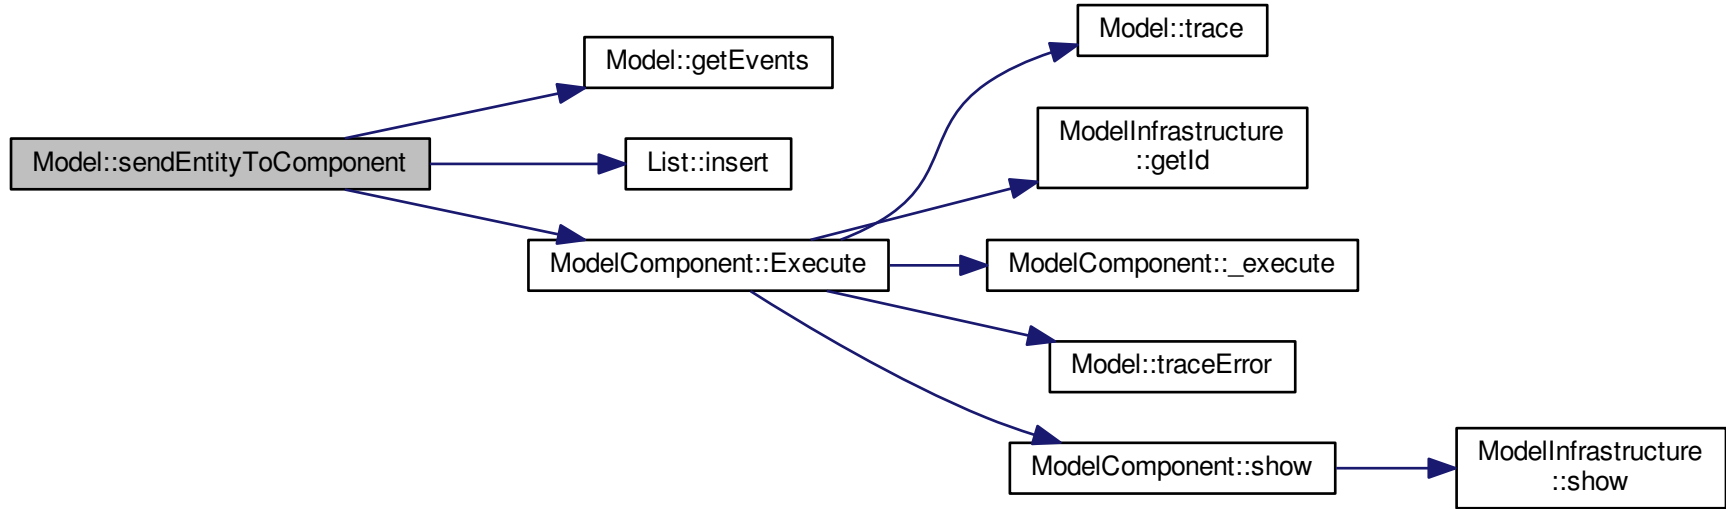 Model::sendEntityToComponent
Model::getEvents
List::insert
ModelComponent::Execute
Model::trace
ModelInfrastructure
::getId
ModelComponent::_execute
Model::traceError
ModelComponent::show
ModelInfrastructure
::show